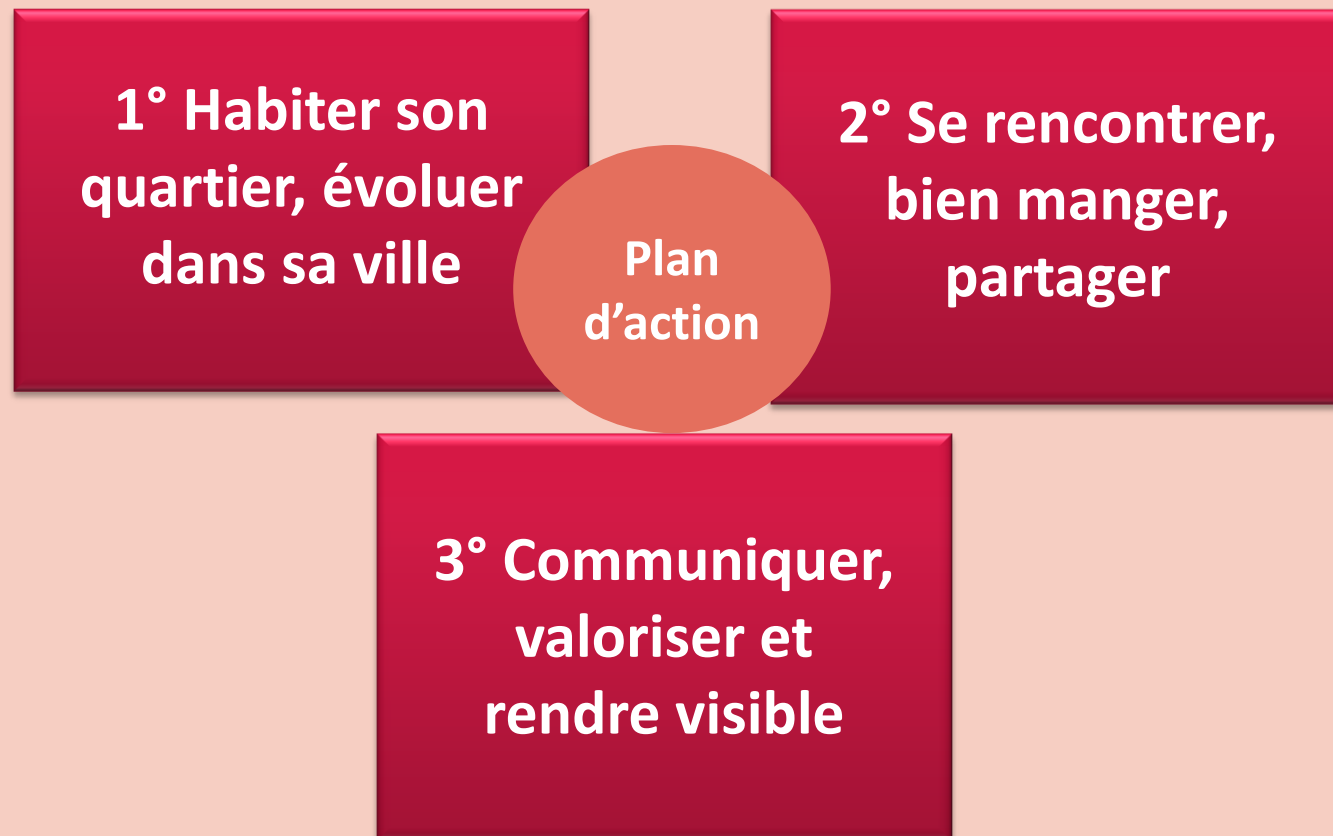 1° Habiter son
quartier, évoluer
dans sa ville
2° Se rencontrer,
bien manger,
partager
Plan
d’action
3° Communiquer,
valoriser et
rendre visible